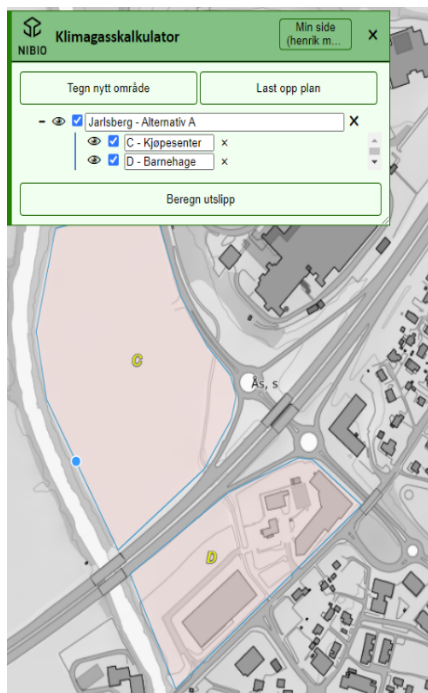 NIBIO
Klimagasskalkulator
Min side
(henrik m...
X
Tegn nytt område
Last opp plan
Jarlsberg - Alternativ A
X
C - Kjøpesenter
x
D - Barnehage
x
Beregn utslipp
C
Ås, s
D